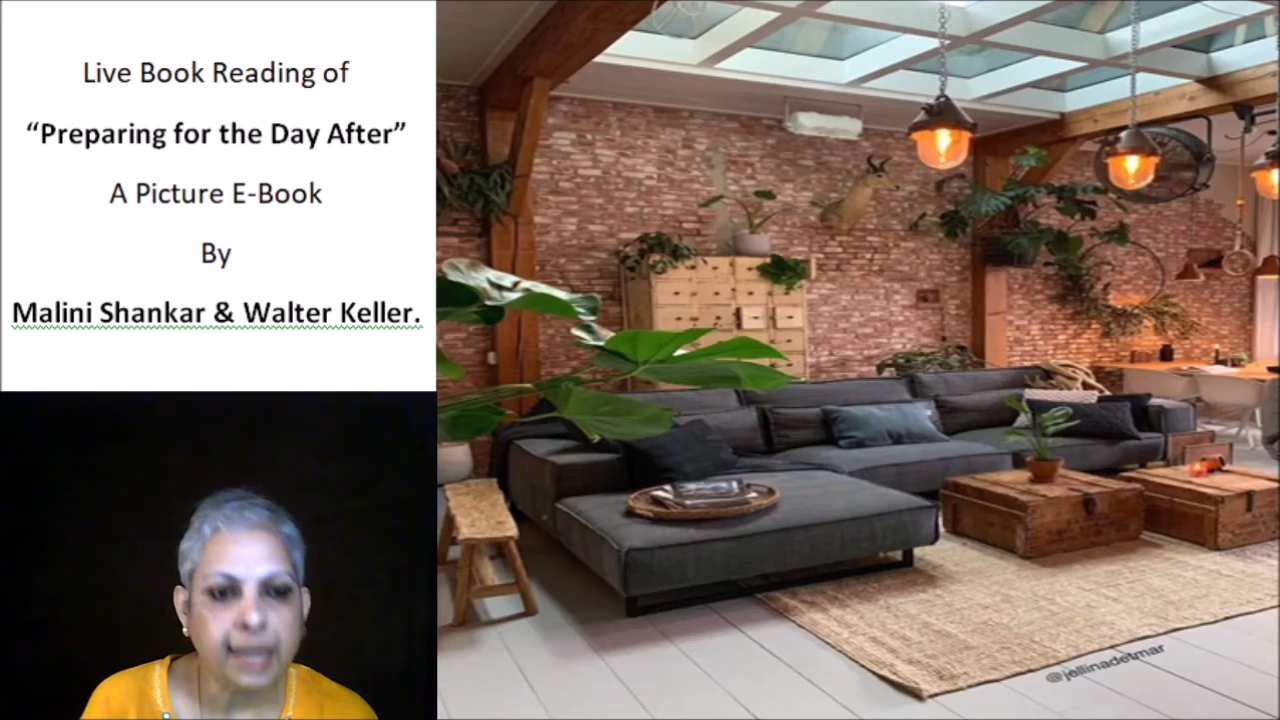 Live Book Reading of
“Preparing for the Day After”
A Picture E-Book
By
Malini Shankar & Walter Keller.
@jellinadetmar